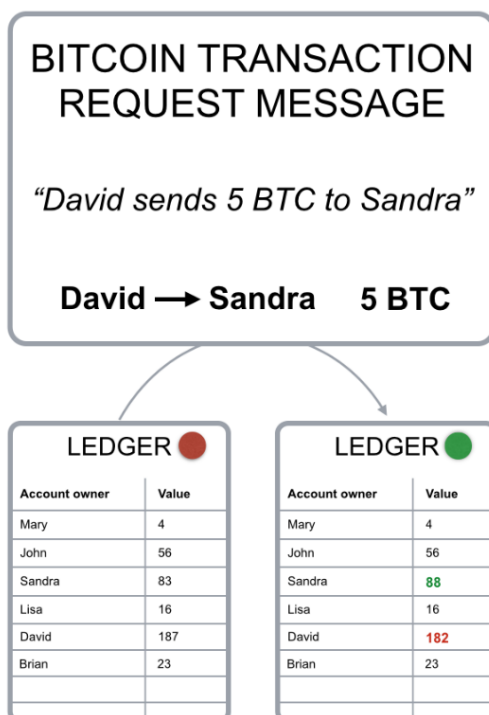 BITCOIN TRANSACTION
REQUEST MESSAGE
“David sends 5 BTC to Sandra”
David → Sandra 5 BTC
LEDGER
Account owner Value
Mary 4
John 56
Sandra 83
Lisa 16
David 187
Brian 23
LEDGER
Account owner Value
Mary 4
John 56
Sandra 88
Lisa 16
David 182
Brian 23